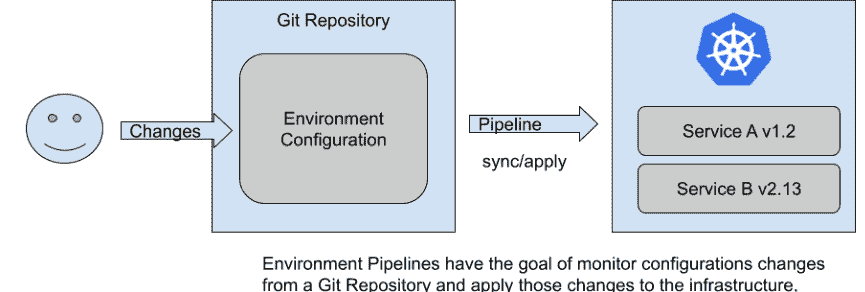 Git Repository
Environment
Configuration
Changes
Pipeline
sync/apply
Service A v1.2
Service B v2.13
Environment Pipelines have the goal of monitor configurations changes
from a Git Repository and apply those changes to the infrastructure,